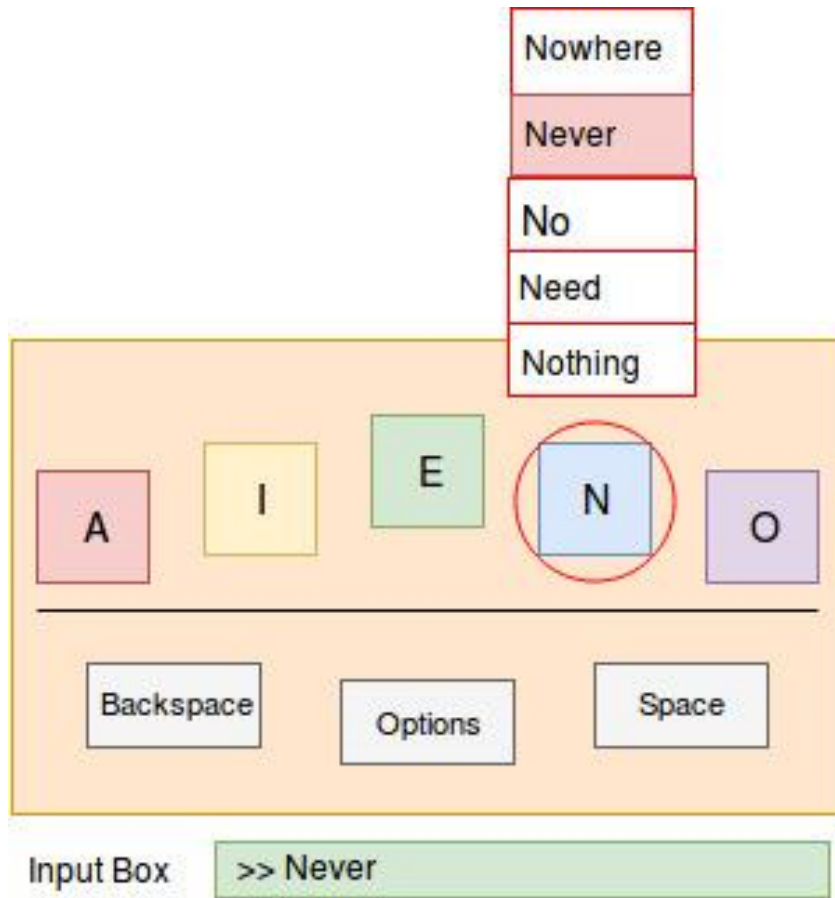 Nowhere
Never
No
Need
Nothing
A I E N O
Backspace Options Space
Input Box >> Never